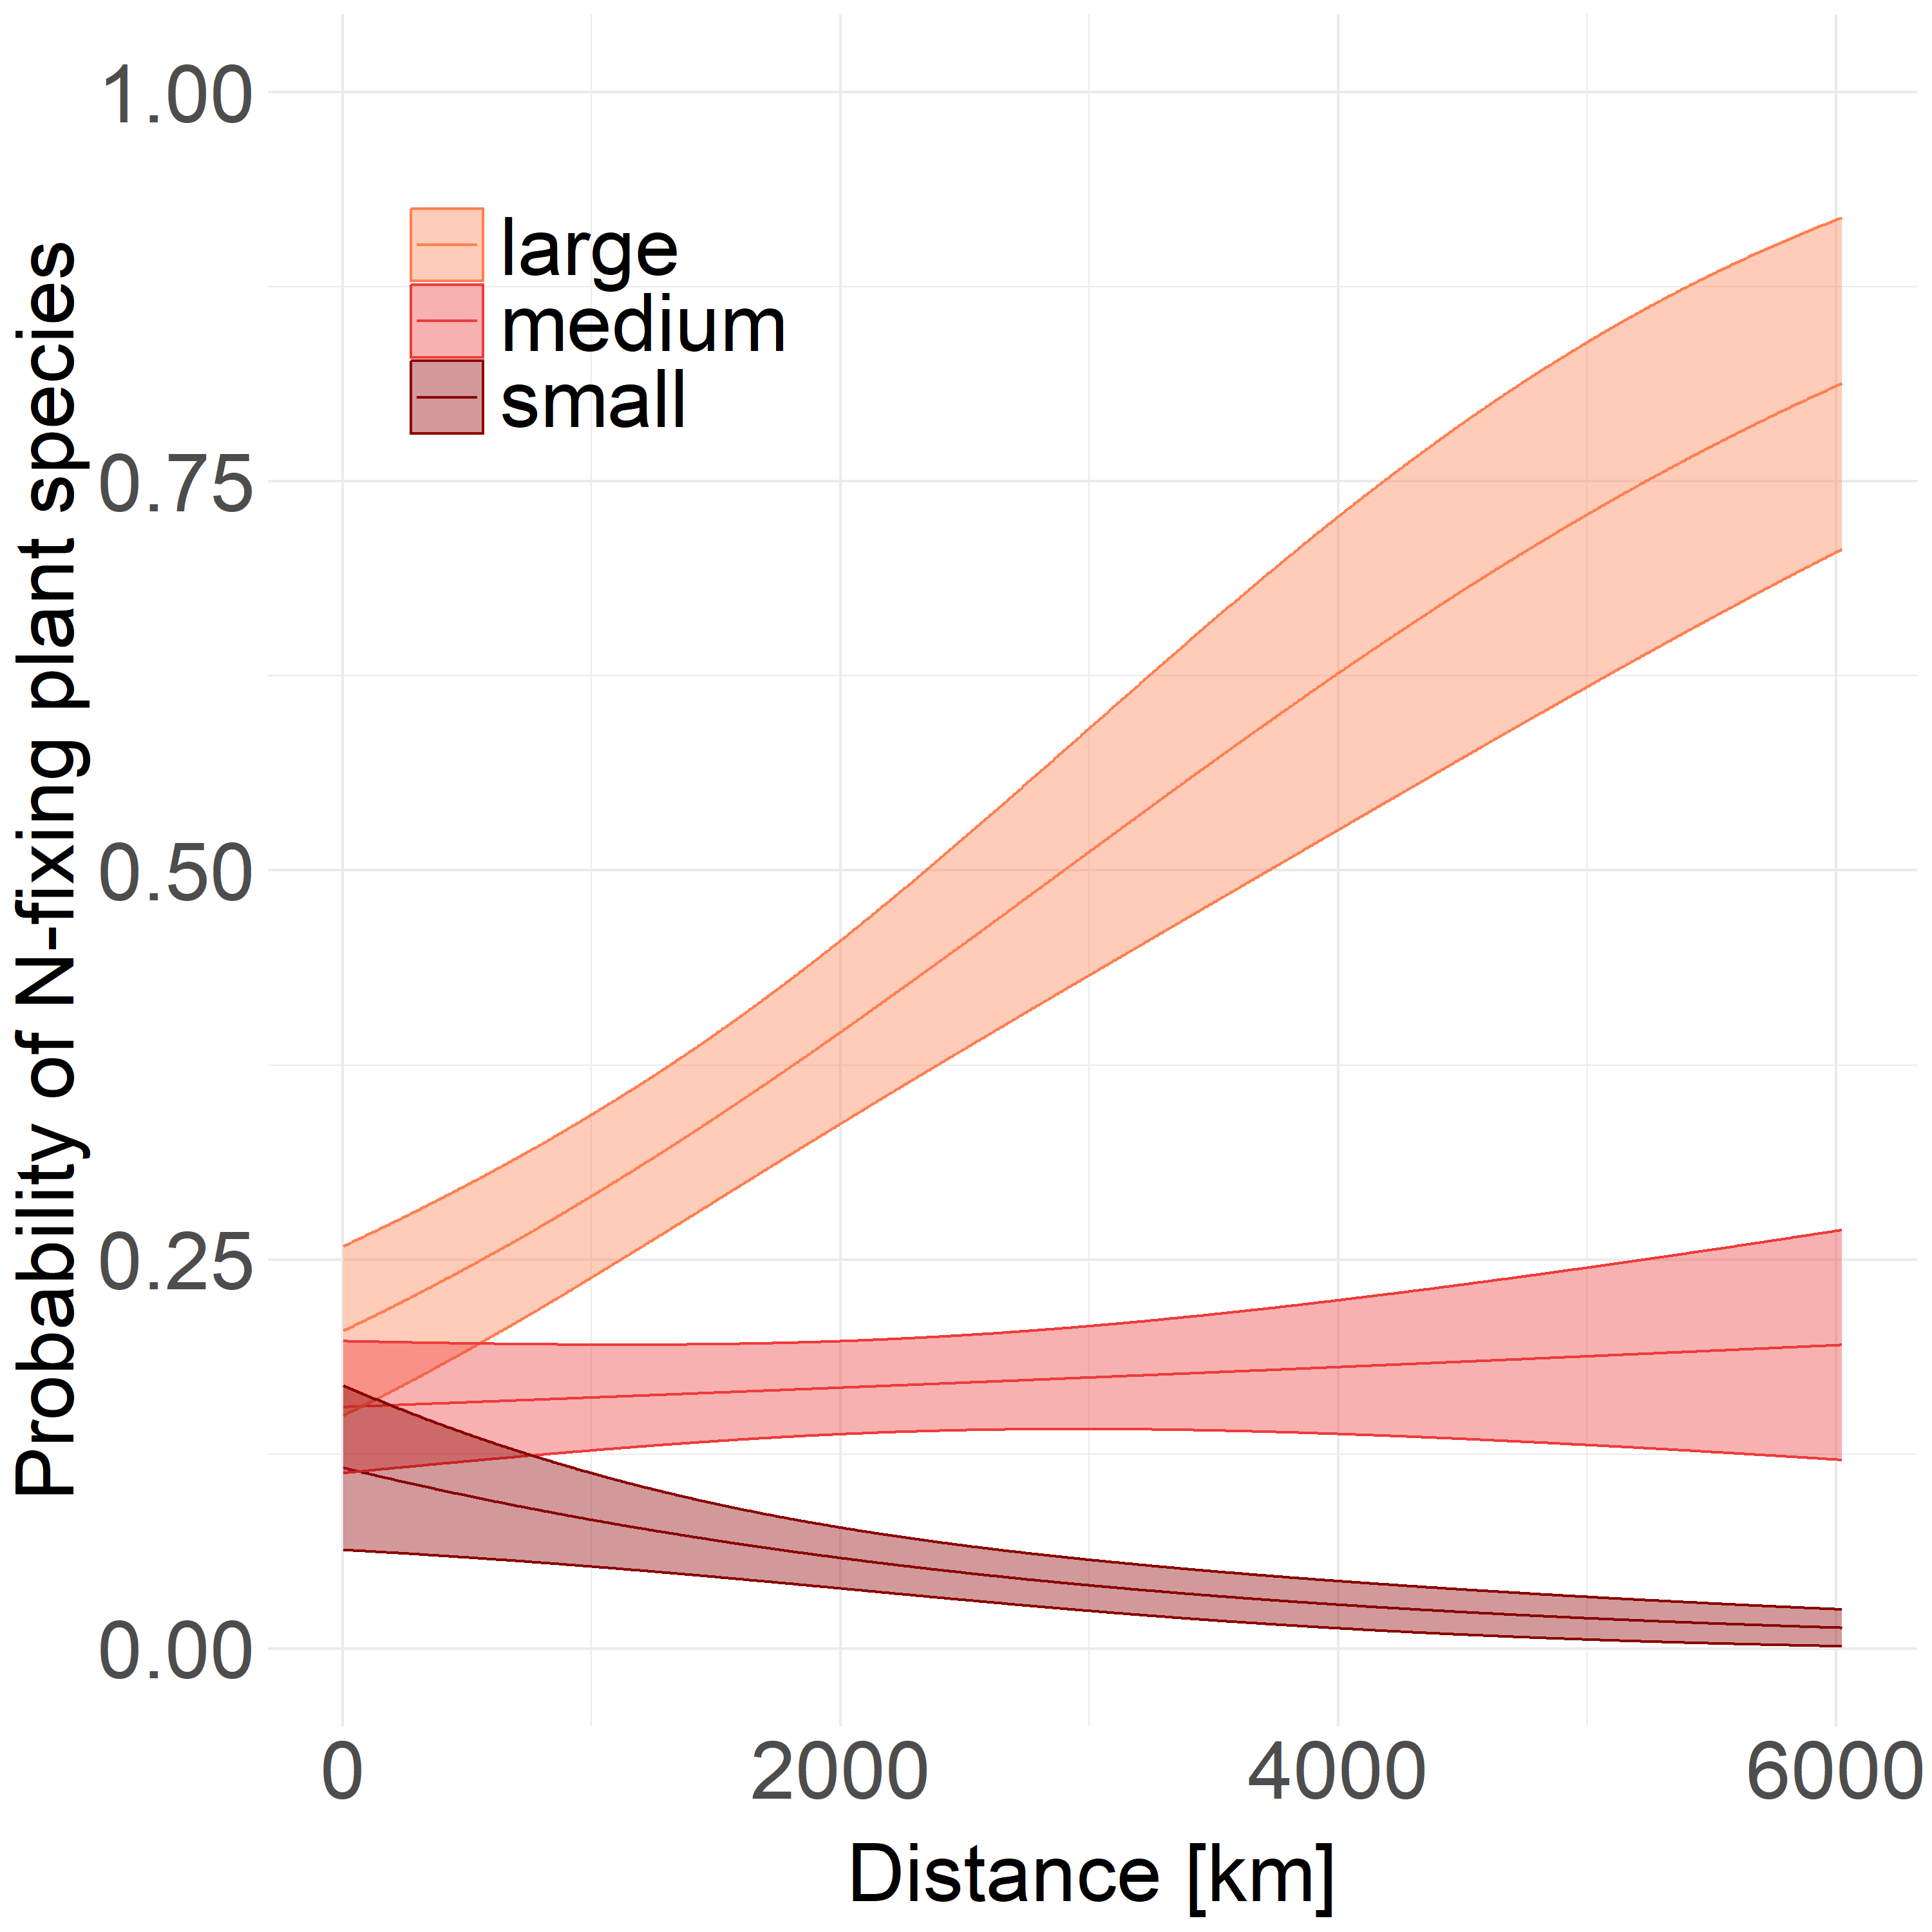 Probability of N-fixing plant species
1.00
0.75
0.50
0.25
0.00
large
medium
small
0 2000 4000 6000
Distance [km]